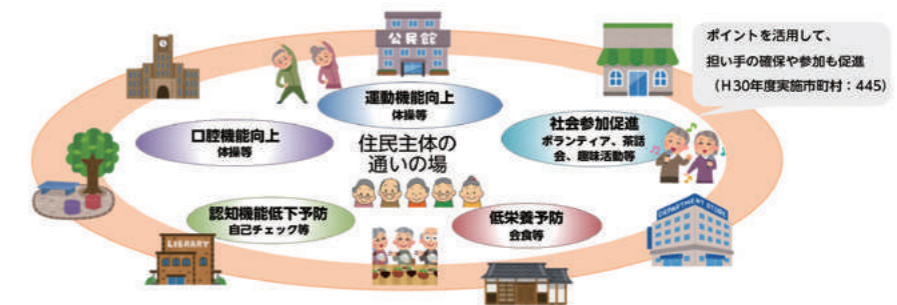 公民館
ポイントを活用して、
担い手の確保や参加も促進
(H30年度実施市町村:445)
運動機能向上
体操等
口腔機能向上
体操等
社会参加促進
ボランティア、茶話
会、趣味活動等
住民主体の
通いの場
認知機能低下予防
自己チェック等
低栄養予防
会食等
LIBRARY
DEPARTMENT STORE